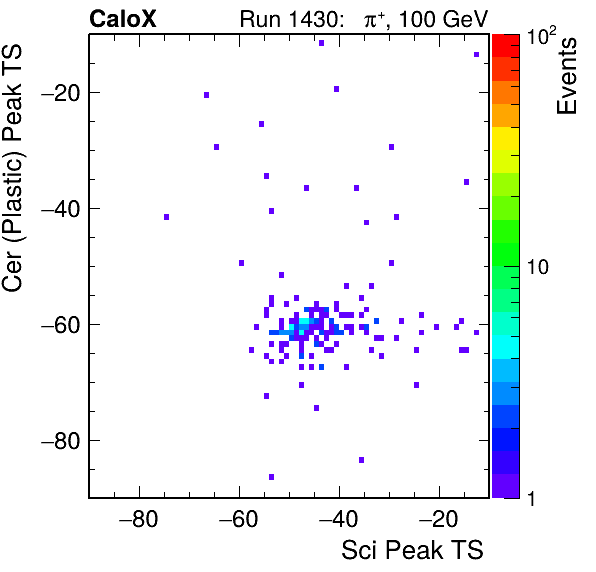 CaloX Run 1430: π⁺, 100 GeV
Cer (Plastic) Peak TS
−20
−40
−60
−80
−80 −60 −40 −20
Sci Peak TS
10²
10
1
Events